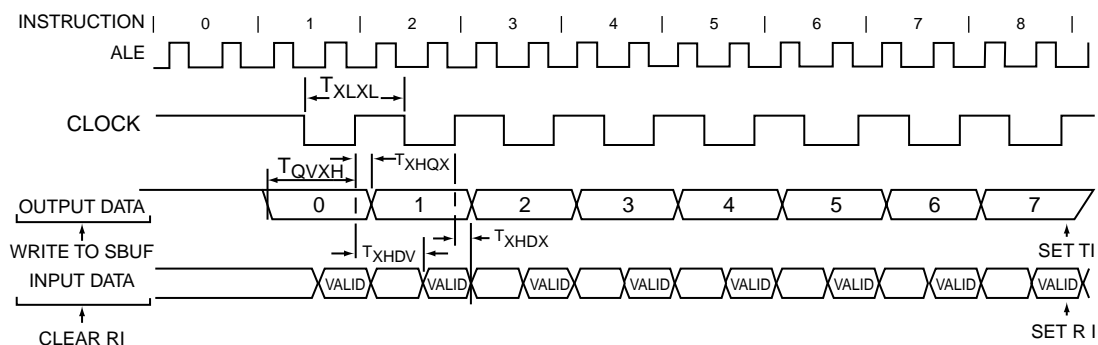 INSTRUCTION | 0 | 1 | 2 | 3 | 4 | 5 | 6 | 7 | 8 |
ALE
TXLXL
CLOCK
TQVXH
TXHQX
OUTPUT DATA
0 1 2 3 4 5 6 7
WRITE TO SBUF
TXHDV
TXHDX
SET TI
INPUT DATA
VALID VALID VALID VALID VALID VALID VALID VALID
CLEAR RI
SET R I